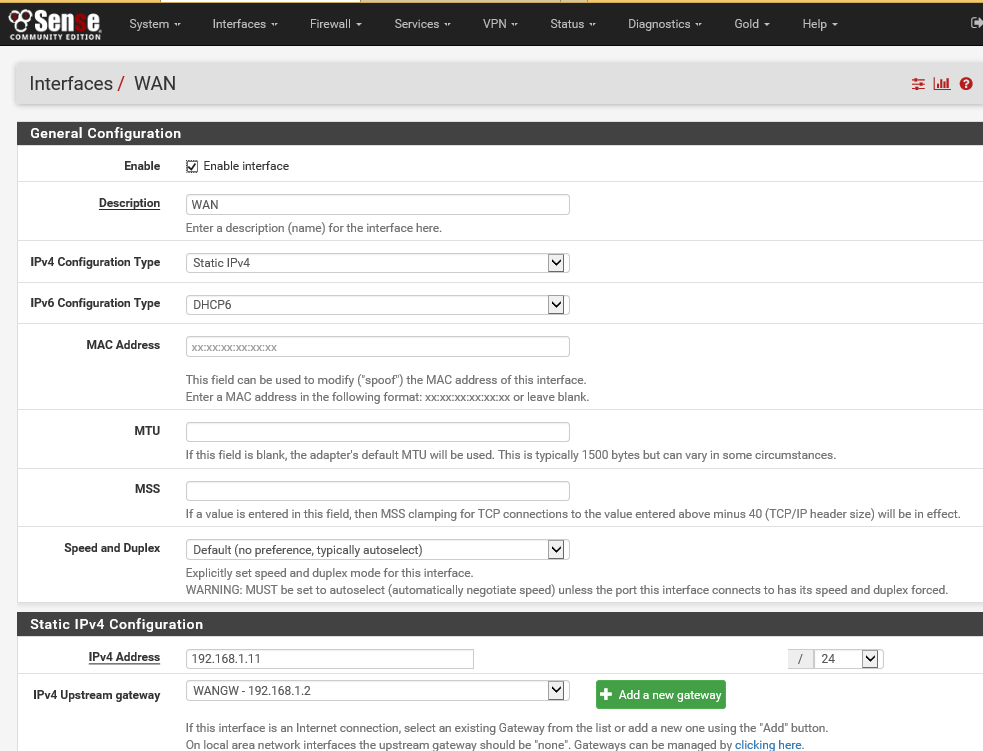 Sense
COMMUNITY EDITION
System Interfaces Firewall Services VPN Status Diagnostics Gold Help
Interfaces / WAN
General Configuration
Enable Enable interface
Description WAN
Enter a description (name) for the interface here.
IPv4 Configuration Type Static IPv4
IPv6 Configuration Type DHCP6
MAC Address xx:xx:xx:xx:xx:xx
This field can be used to modify ("spoof") the MAC address of this interface.
Enter a MAC address in the following format: xx:xx:xx:xx:xx:xx or leave blank.
MTU
If this field is blank, the adapter's default MTU will be used. This is typically 1500 bytes but can vary in some circumstances.
MSS
If a value is entered in this field, then MSS clamping for TCP connections to the value entered above minus 40 (TCP/IP header size) will be in effect.
Speed and Duplex Default (no preference, typically autoselect)
Explicitly set speed and duplex mode for this interface.
WARNING: MUST be set to autoselect (automatically negotiate speed) unless the port this interface connects to has its speed and duplex forced.
Static IPv4 Configuration
IPv4 Address 192.168.1.11 / 24
IPv4 Upstream gateway WANGW - 192.168.1.2 Add a new gateway
If this interface is an Internet connection, select an existing Gateway from the list or add a new one using the "Add" button.
On local area network interfaces the upstream gateway should be "none". Gateways can be managed by clicking here.